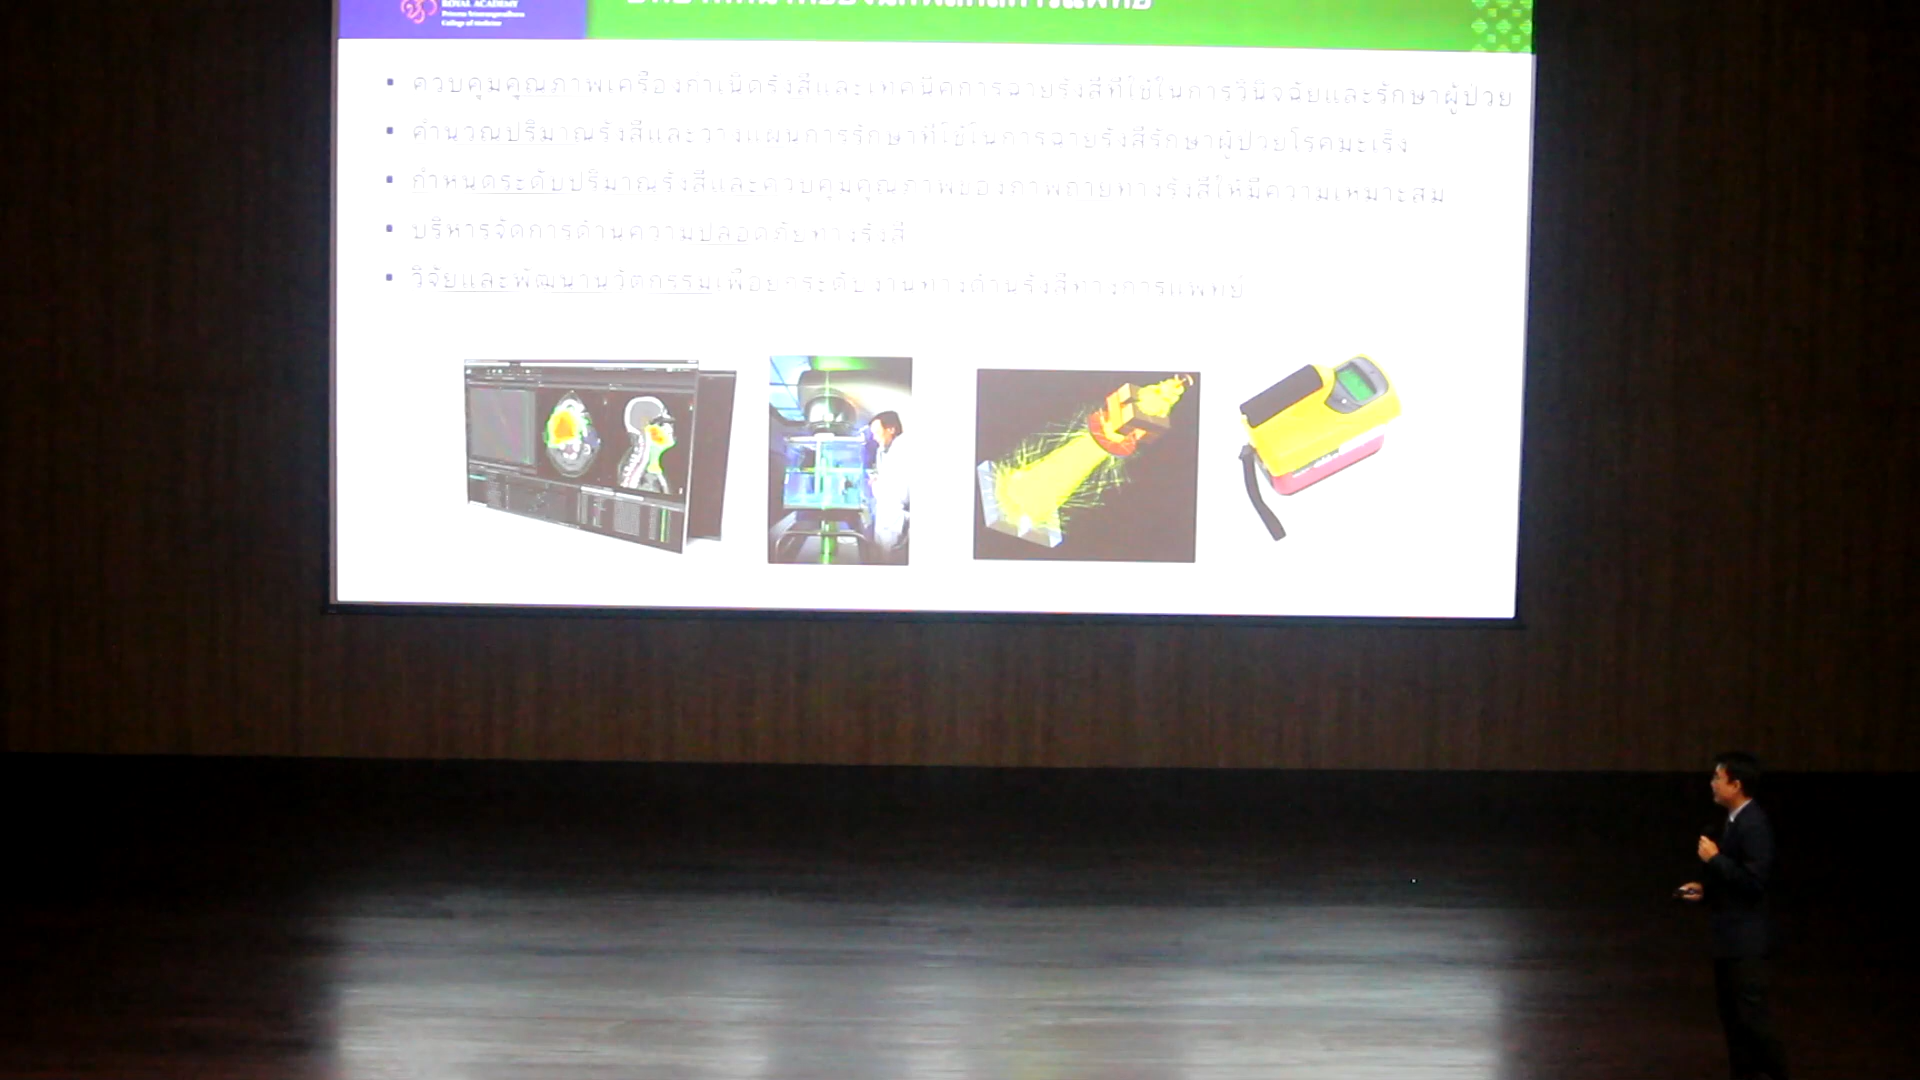 ROYAL ACADEMY
Princess Srisavangavadhana
College of Medicine
ควบคุมคุณภาพเครื่องกำเนิดรังสีและเทคนิคการฉายรังสีที่ใช้ในการวินิจฉัยและรักษาผู้ป่วย
คำนวณปริมาณรังสีและวางแผนการรักษาที่ใช้ในการฉายรังสีรักษาผู้ป่วยโรคมะเร็ง
กำหนดระดับปริมาณรังสีและควบคุมคุณภาพของภาพถ่ายทางรังสีให้มีความเหมาะสม
บริหารจัดการด้านความปลอดภัยทางรังสี
วิจัยและพัฒนานวัตกรรมเพื่อยกระดับงานทางด้านรังสีทางการแพทย์